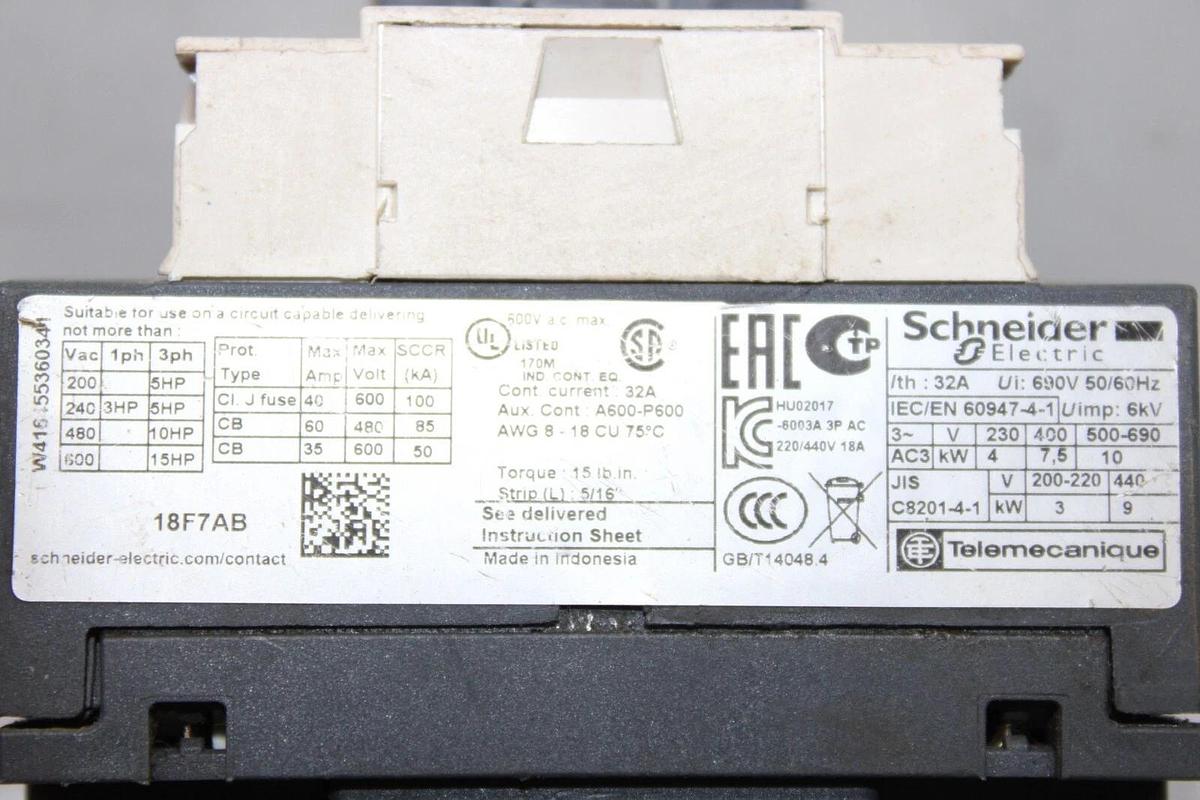 Suitable for use on a circuit capable delivering
not more than :
Vac 1ph 3ph
200 5HP
240 3HP 5HP
480 10HP
600 15HP
Prot. Type Max Amp Max Volt SCCR (kA)
Cl. J fuse 40 600 100
CB 60 480 85
CB 35 600 50
18F7AB
schneider-electric.com/contact
UL
LISTED
170M
IND. CONT. EQ.
600V a.c. max.
Cont. current : 32A
Aux. Cont : A600-P600
AWG 8 - 18 CU 75°C
Torque : 15 lb.in.
Strip (L) : 5/16"
See delivered
Instruction Sheet
Made in Indonesia
EAC
TP
HU02017
-6003A 3P AC
220/440V 18A
CCC
GB/T14048.4
Schneider
Electric
Ith : 32A Ui: 690V 50/60Hz
IEC/EN 60947-4-1 Uimp: 6kV
3~ V 230 400 500-690
AC3 kW 4 7,5 10
JIS V 200-220 440
C8201-4-1 kW 3 9
TE Telemecanique